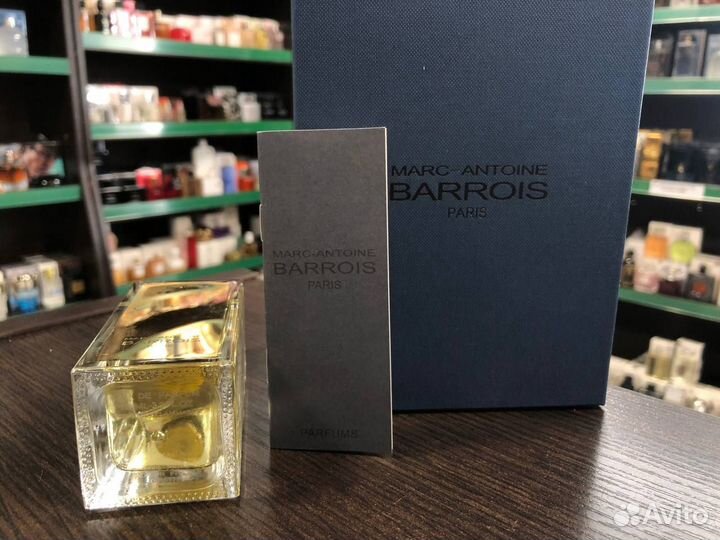 MARC-ANTOINE
BARROIS
PARIS
MARC-ANTOINE
BARROIS
PARIS
PARFUMS
Avito